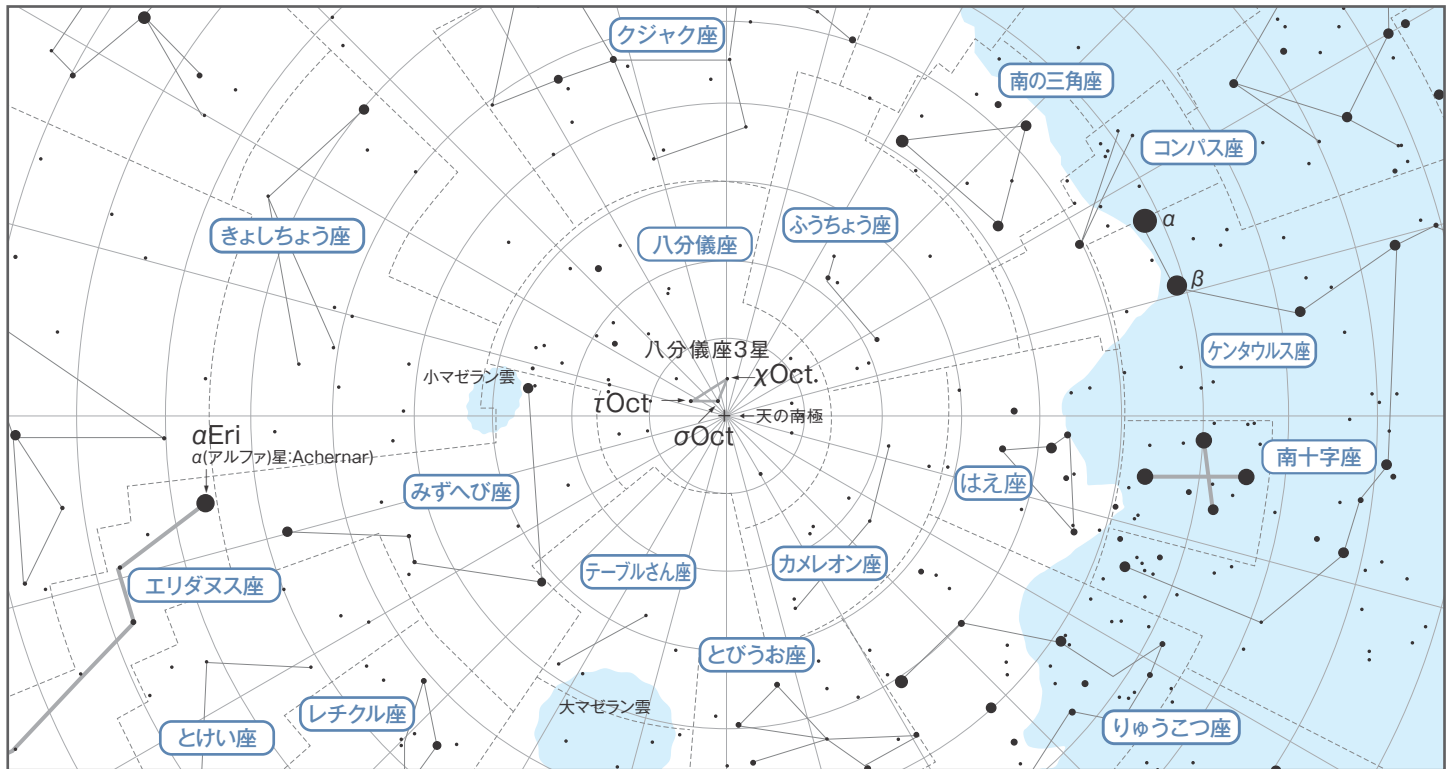 クジャク座
南の三角座
コンパス座
α
きょしちょう座
八分儀座
ふうちょう座
β
ケンタウルス座
八分儀座3星
小マゼラン雲
χOct.
τOct
天の南極
σOct
αEri
α(アルファ)星:Achernar)
南十字座
みずへび座
はえ座
エリダヌス座
テーブルさん座
カメレオン座
とびうお座
レチクル座
大マゼラン雲
とけい座
りゅうこつ座